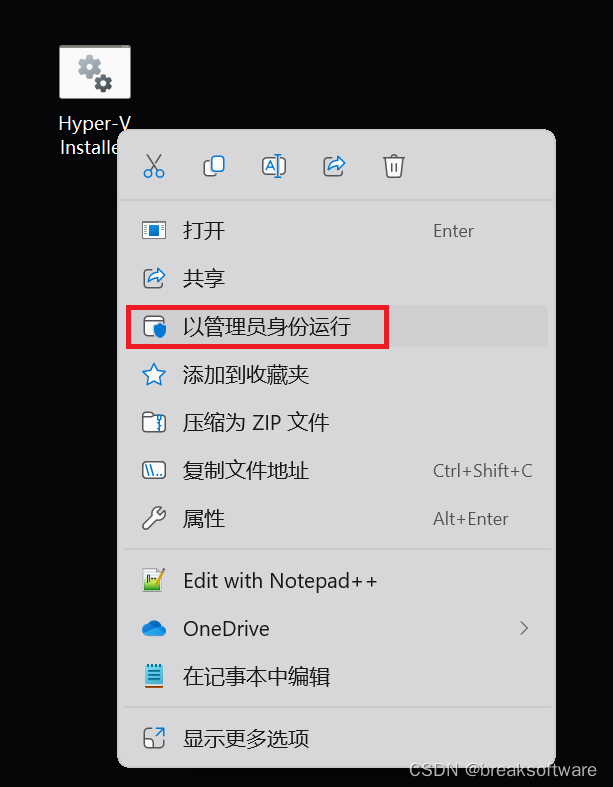 Hyper-V
Installe
打开 Enter
共享
以管理员身份运行
添加到收藏夹
压缩为 ZIP 文件
复制文件地址 Ctrl+Shift+C
属性 Alt+Enter
Edit with Notepad++
OneDrive
在记事本中编辑
显示更多选项
CSDN @breaksoftware